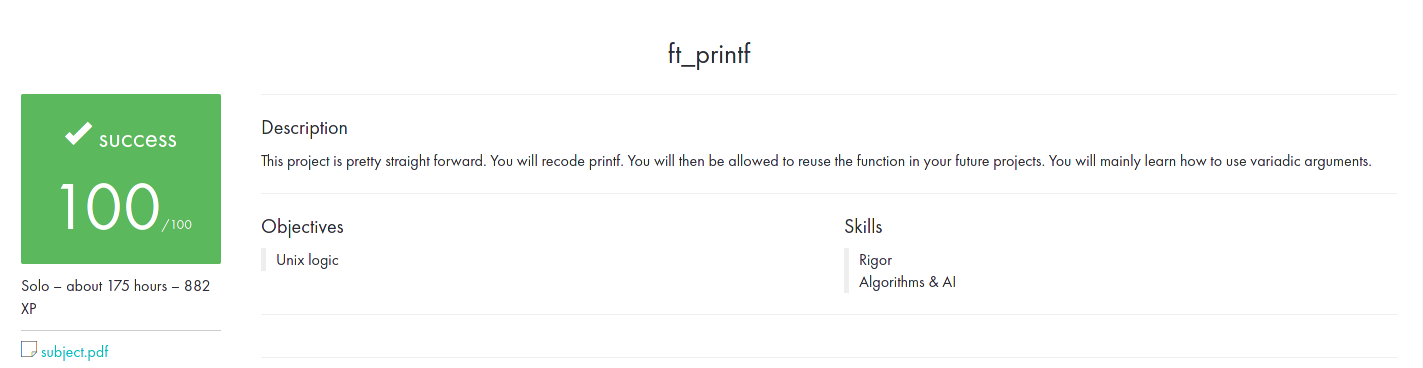 ft_printf
success
100/100
Solo – about 175 hours – 882
XP
subject.pdf
Description
This project is pretty straight forward. You will recode printf. You will then be allowed to reuse the function in your future projects. You will mainly learn how to use variadic arguments.
Objectives
Unix logic
Skills
Rigor
Algorithms & AI